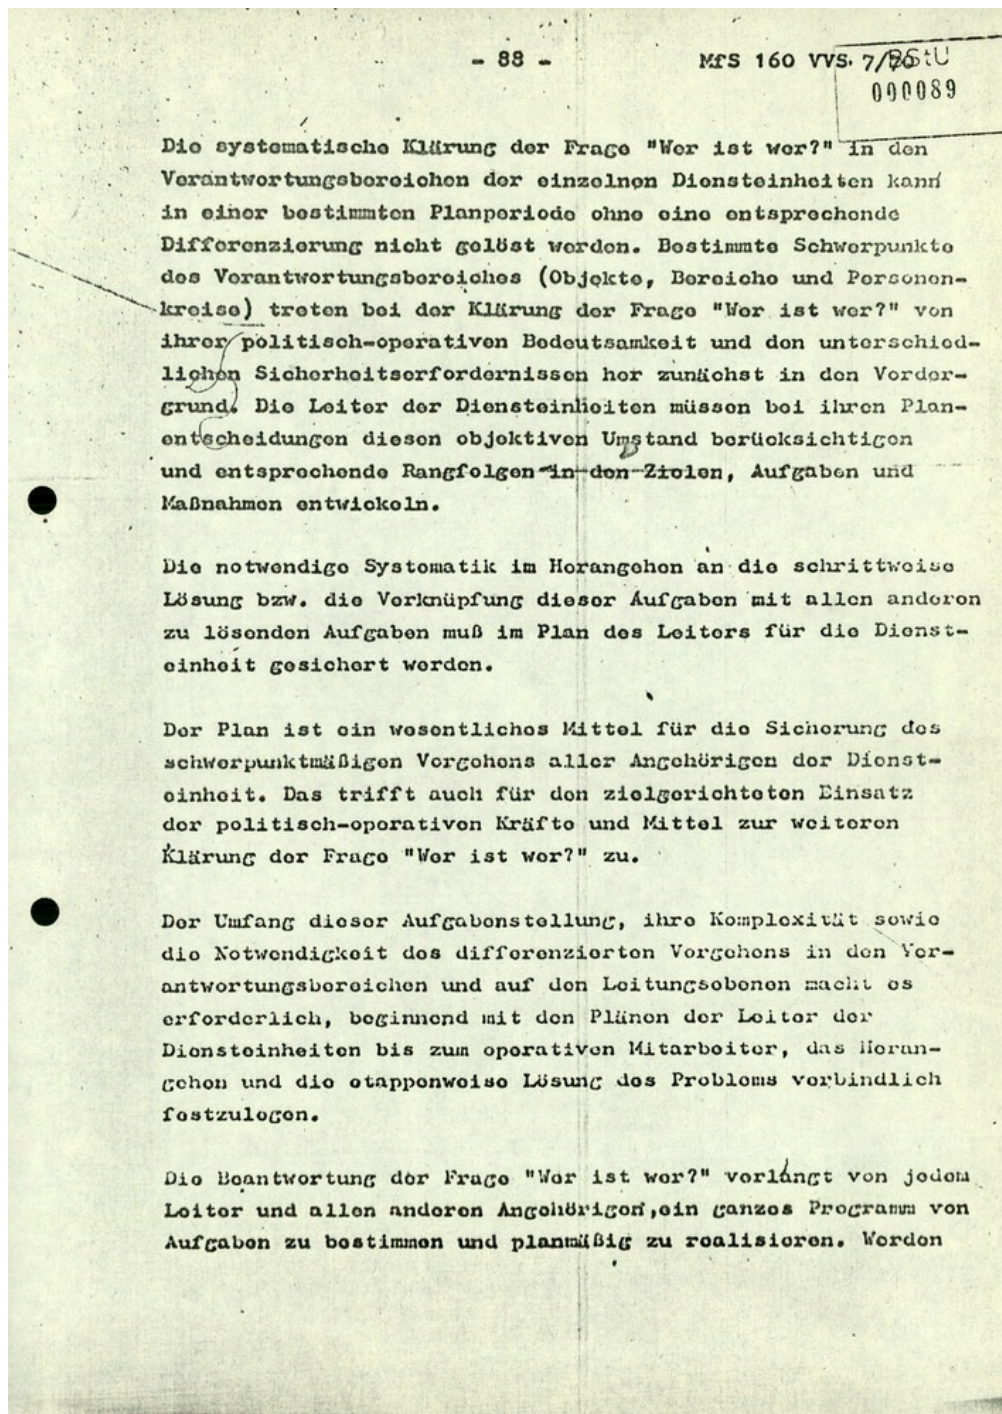 - 88 -
MfS 160 VVS. 7/70
BStU
000089
Die systematische Klärung der Frage "Wer ist wer?" in den
Verantwortungsbereichen der einzelnen Diensteinheiten kann
in einer bestimmten Planperiode ohne eine entsprechende
Differenzierung nicht gelöst werden. Bestimmte Schwerpunkte
des Verantwortungsbereiches (Objekte, Bereiche und Personen-
kreise) treten bei der Klärung der Frage "Wer ist wer?" von
ihrer politisch-operativen Bedeutsamkeit und den unterschied-
lichen Sicherheitserfordernissen her zunächst in den Vorder-
grund. Die Leiter der Diensteinheiten müssen bei ihren Plan-
entscheidungen diesen objektiven Umstand berücksichtigen
und entsprechende Rangfolgen in den Zielen, Aufgaben und
Maßnahmen entwickeln.
Die notwendige Systematik im Herangehen an die schrittweise
Lösung bzw. die Verknüpfung dieser Aufgaben mit allen anderen
zu lösenden Aufgaben muß im Plan des Leiters für die Dienst-
einheit gesichert werden.
Der Plan ist ein wesentliches Mittel für die Sicherung des
schwerpunktmäßigen Vorgehens aller Angehörigen der Dienst-
einheit. Das trifft auch für den zielgerichteten Einsatz
der politisch-operativen Kräfte und Mittel zur weiteren
Klärung der Frage "Wer ist wer?" zu.
Der Umfang dieser Aufgabenstellung, ihre Komplexität sowie
die Notwendigkeit des differenzierten Vorgehens in den Ver-
antwortungsbereichen und auf den Leitungsebenen macht es
erforderlich, beginnend mit den Plänen der Leiter der
Diensteinheiten bis zum operativen Mitarbeiter, das Heran-
gehen und die etappenweise Lösung des Problems verbindlich
festzulegen.
Die Beantwortung der Frage "Wer ist wer?" verlangt von jedem
Leiter und allen anderen Angehörigen, ein ganzes Programm von
Aufgaben zu bestimmen und planmäßig zu realisieren. Werden